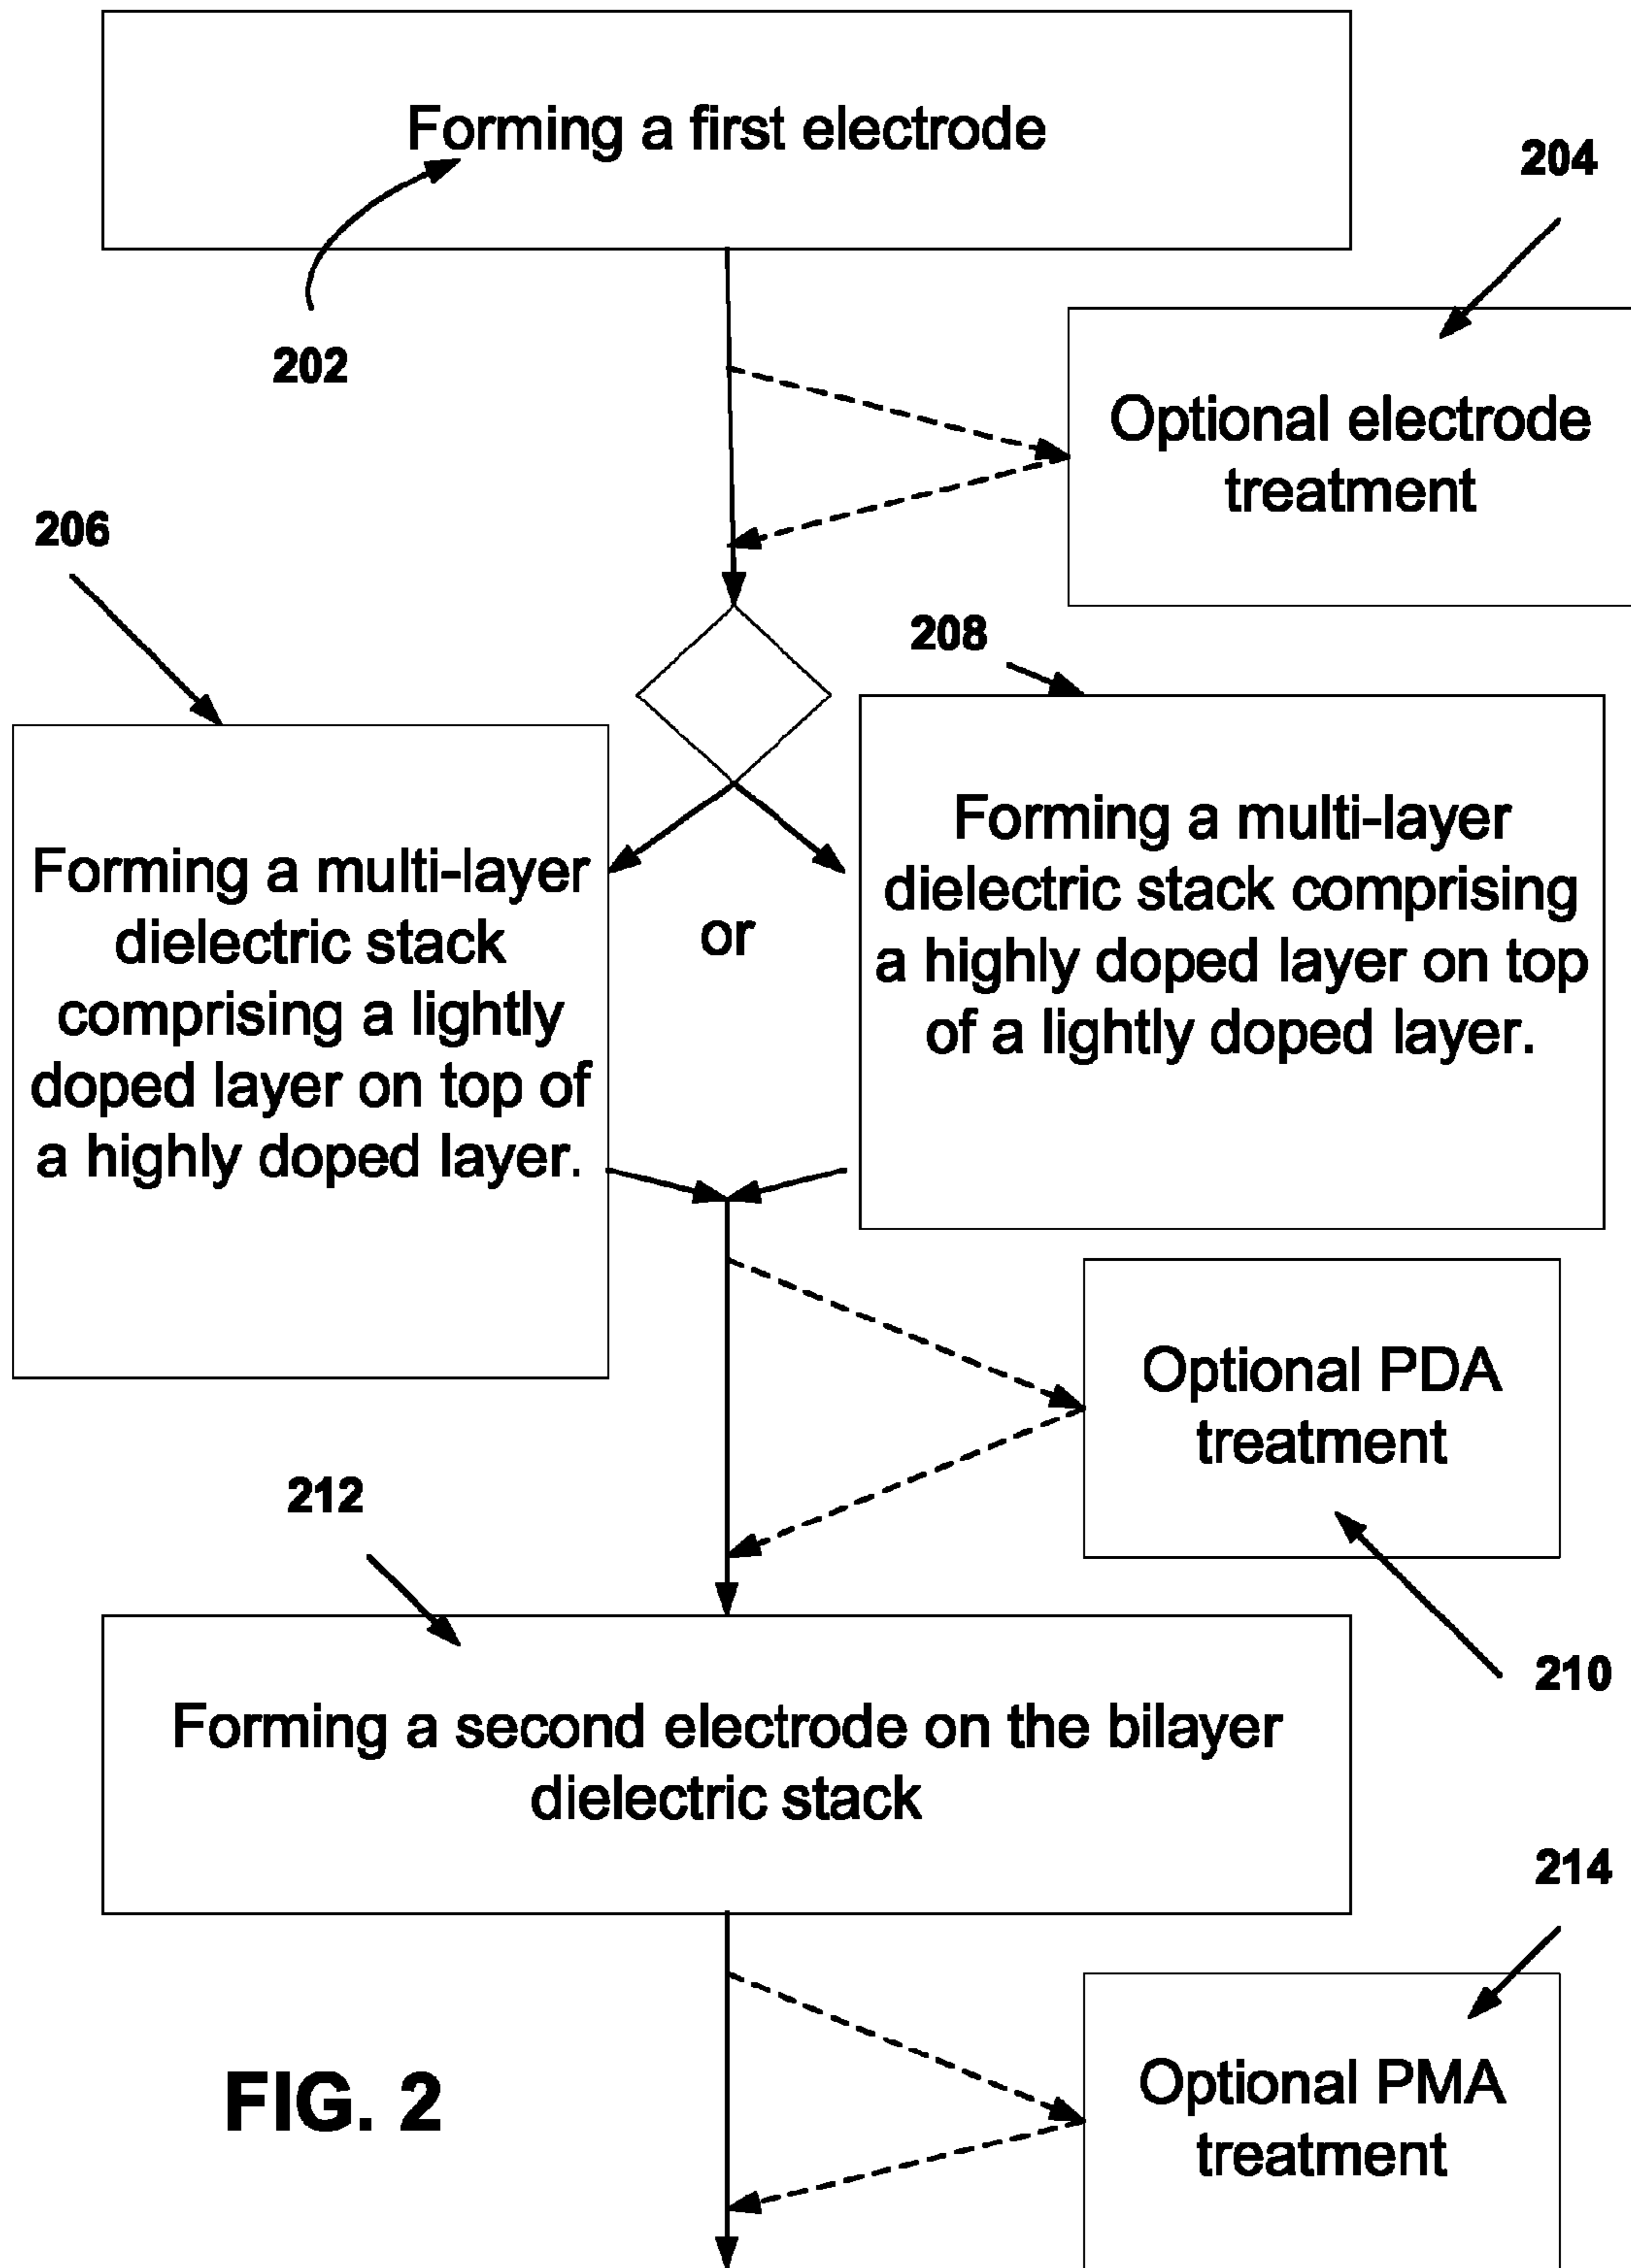 Forming a first electrode
204
202
Optional electrode
treatment
206
208
Forming a multi-layer
dielectric stack
comprising a lightly
doped layer on top of
a highly doped layer.
or
Forming a multi-layer
dielectric stack comprising
a highly doped layer on top
of a lightly doped layer.
Optional PDA
treatment
212
210
Forming a second electrode on the bilayer
dielectric stack
214
Optional PMA
treatment
FIG. 2